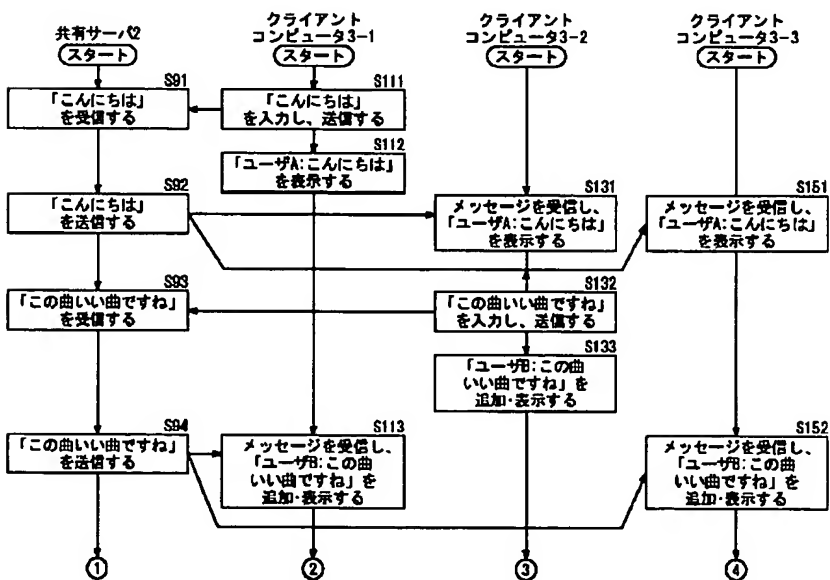 共有サーバ2
スタート
S91
「こんにちは」
を受信する
S92
「こんにちは」
を送信する
S93
「この曲いい曲ですね」
を受信する
S94
「この曲いい曲ですね」
を送信する
①
クライアント
コンピュータ3-1
スタート
S111
「こんにちは」
を入力し、送信する
S112
「ユーザA:こんにちは」
を表示する
S113
メッセージを受信し、
「ユーザB:この曲
いい曲ですね」を
追加・表示する
②
クライアント
コンピュータ3-2
スタート
S131
メッセージを受信し、
「ユーザA:こんにちは」
を表示する
S132
「この曲いい曲ですね」
を入力し、送信する
S133
「ユーザB:この曲
いい曲ですね」を
追加・表示する
③
クライアント
コンピュータ3-3
スタート
S151
メッセージを受信し、
「ユーザA:こんにちは」
を表示する
S152
メッセージを受信し、
「ユーザB:この曲
いい曲ですね」を
追加・表示する
④